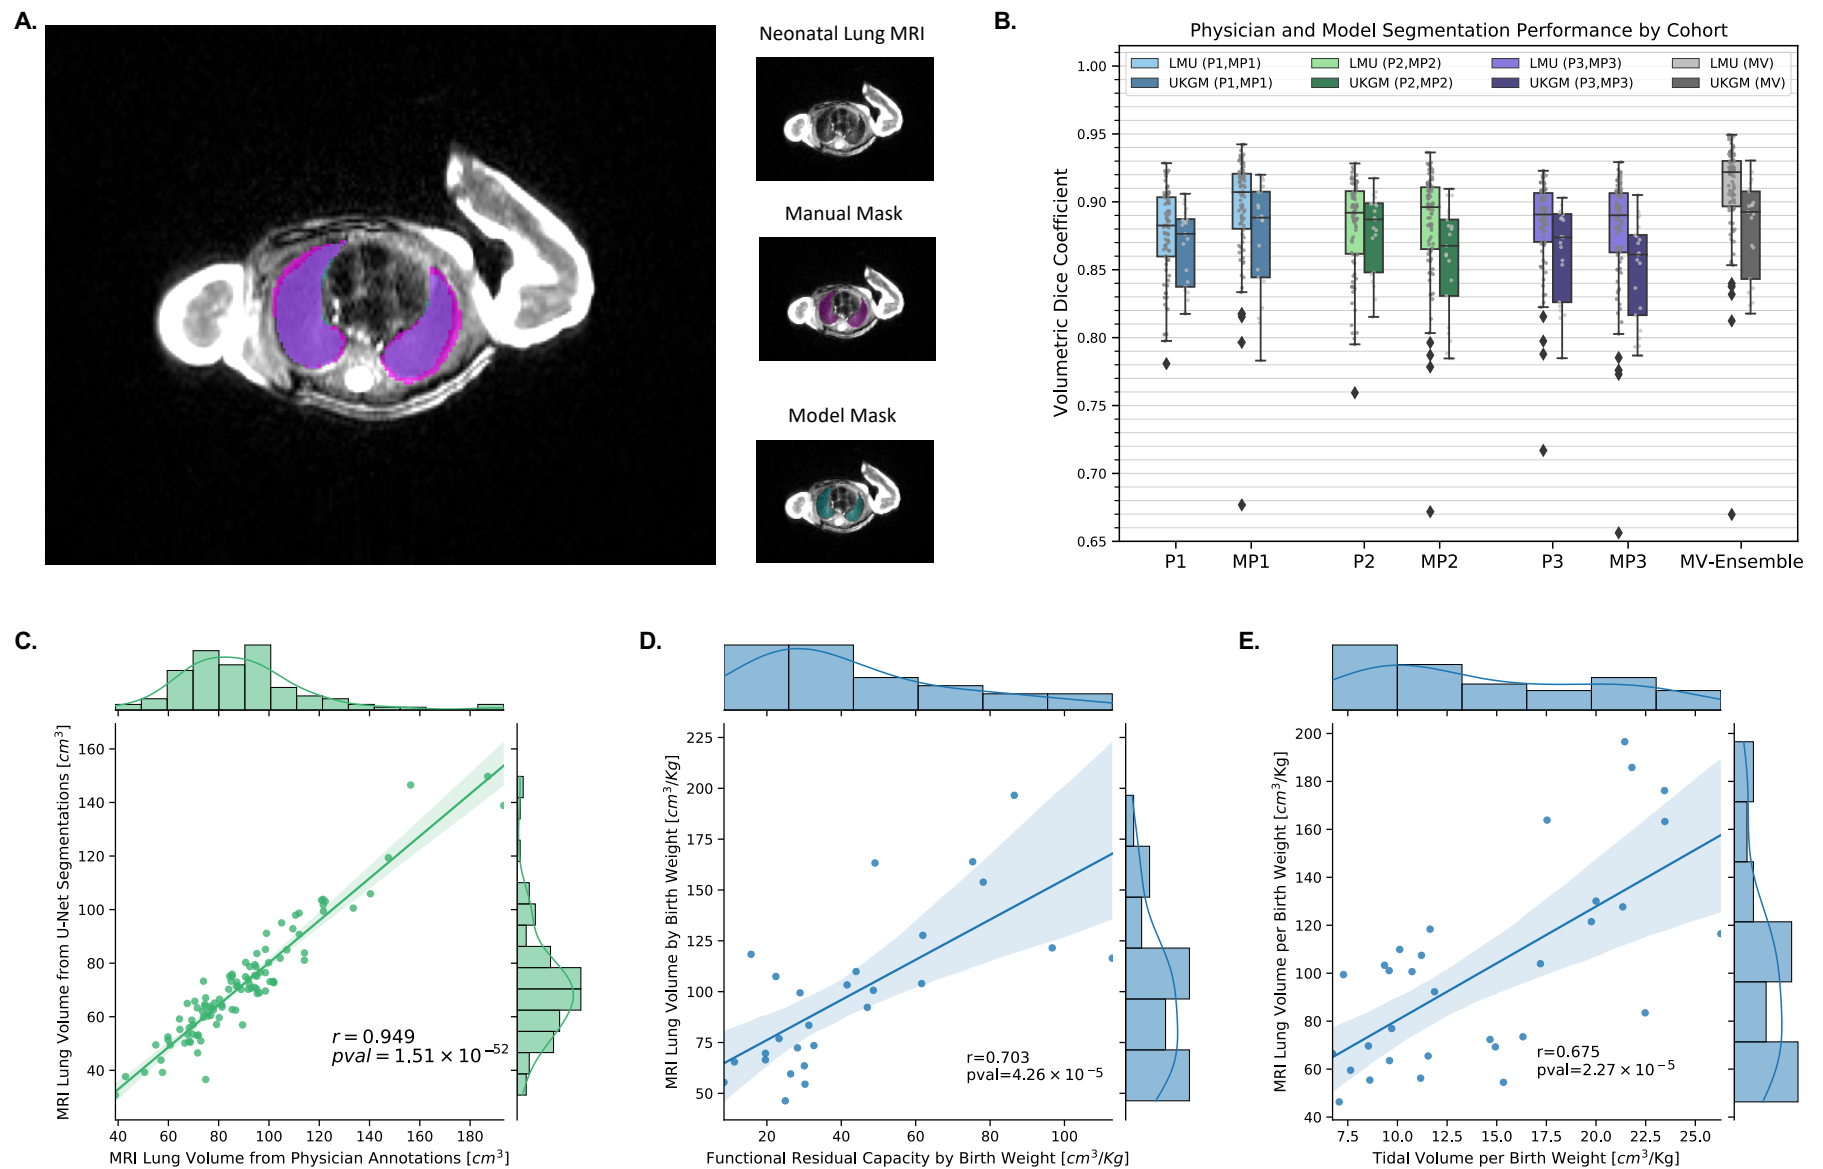 A.
Neonatal Lung MRI
Manual Mask
Model Mask
B.
Physician and Model Segmentation Performance by Cohort
LMU (P1,MP1)
UKGM (P1,MP1)
LMU (P2,MP2)
UKGM (P2,MP2)
LMU (P3,MP3)
UKGM (P3,MP3)
LMU (MV)
UKGM (MV)
Volumetric Dice Coefficient
1.00
0.95
0.90
0.85
0.80
0.75
0.70
0.65
P1 MP1 P2 MP2 P3 MP3 MV-Ensemble
C.
MRI Lung Volume from U-Net Segmentations [cm³]
160
140
120
100
80
60
40
r = 0.949
pval = 1.51 × 10⁻⁵²
40 60 80 100 120 140 160 180
MRI Lung Volume from Physician Annotations [cm³]
D.
MRI Lung Volume by Birth Weight [cm³/Kg]
225
200
175
150
125
100
75
50
r=0.703
pval=4.26 × 10⁻⁵
20 40 60 80 100
Functional Residual Capacity by Birth Weight [cm³/Kg]
E.
MRI Lung Volume per Birth Weight [cm³/Kg]
200
180
160
140
120
100
80
60
40
r=0.675
pval=2.27 × 10⁻⁵
7.5 10.0 12.5 15.0 17.5 20.0 22.5 25.0
Tidal Volume per Birth Weight [cm³/Kg]